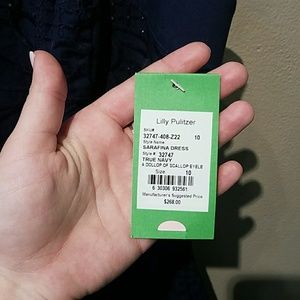 Lilly Pulitzer
SKU#
32747-408-Z22 10
Style Name
SARAFINA DRESS
Style #: 32747
TRUE NAVY
A DOLLOP OF SCALLOP EYELE
Size: 10
6 30306 932561
Manufacturer's Suggested Price
$268.00